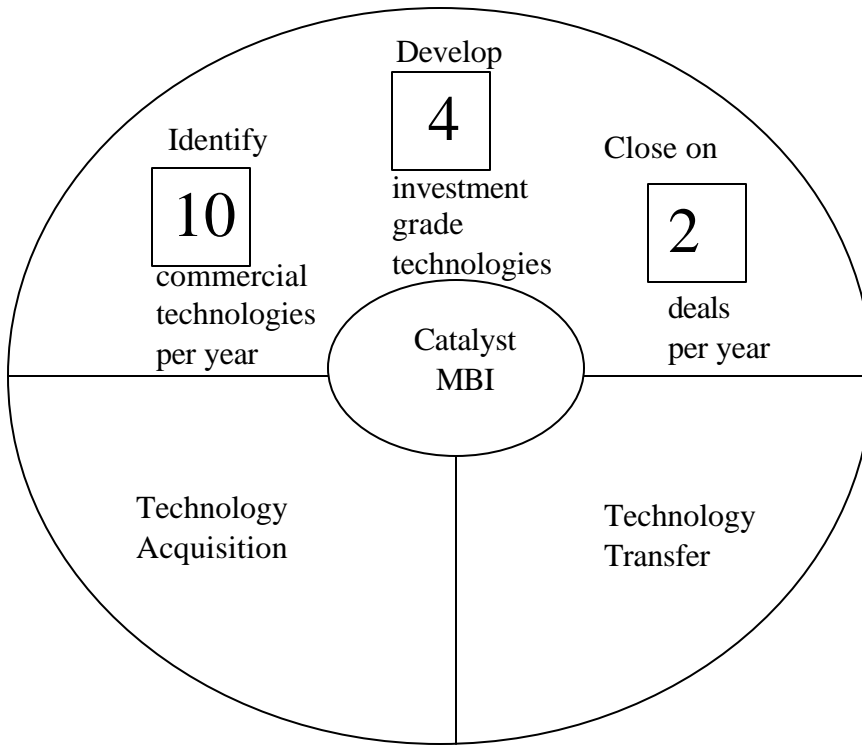 Identify
10
commercial
technologies
per year
Develop
4
investment
grade
technologies
Close on
2
deals
per year
Catalyst
MBI
Technology
Acquisition
Technology
Transfer